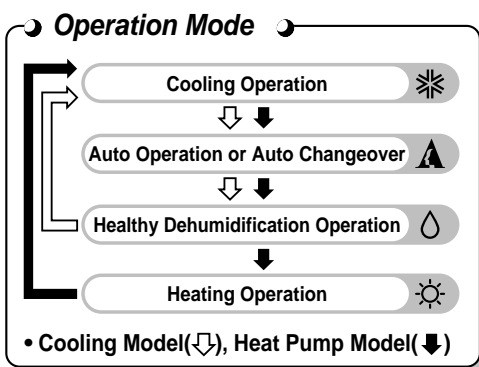 Operation Mode
Cooling Operation
Auto Operation or Auto Changeover
Healthy Dehumidification Operation
Heating Operation
• Cooling Model(⇩), Heat Pump Model(⬇)